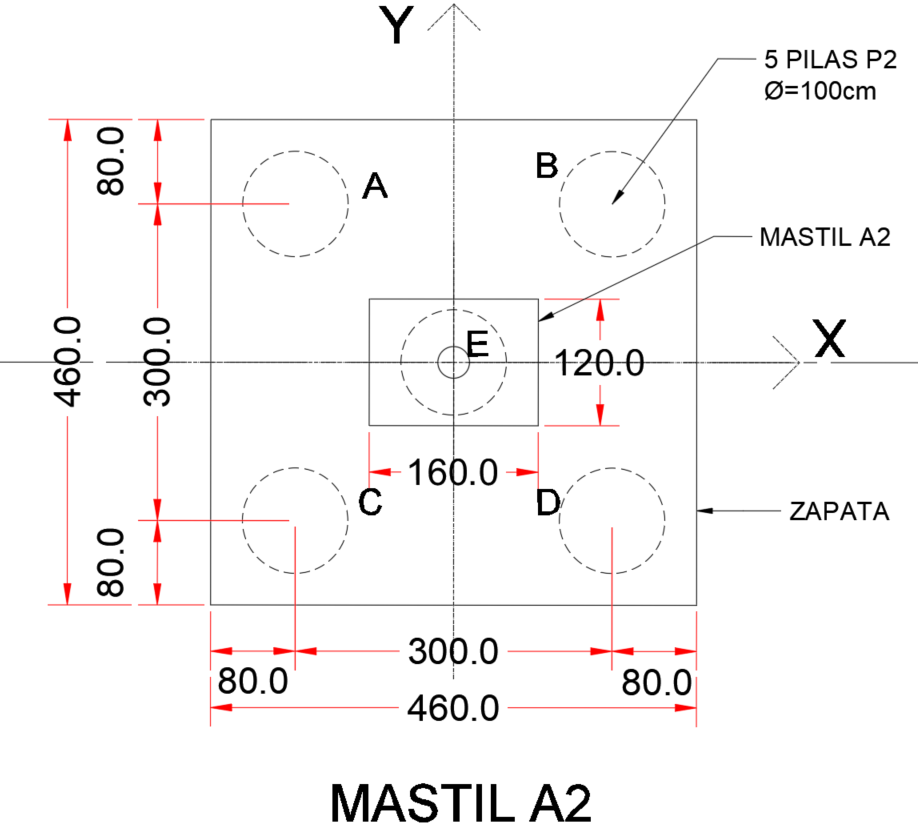 Y
5 PILAS P2
Ø=100cm
80.0
A
B
MASTIL A2
460.0
300.0
E
120.0
X
160.0
C
D
ZAPATA
80.0
300.0
80.0
80.0
460.0
MASTIL A2